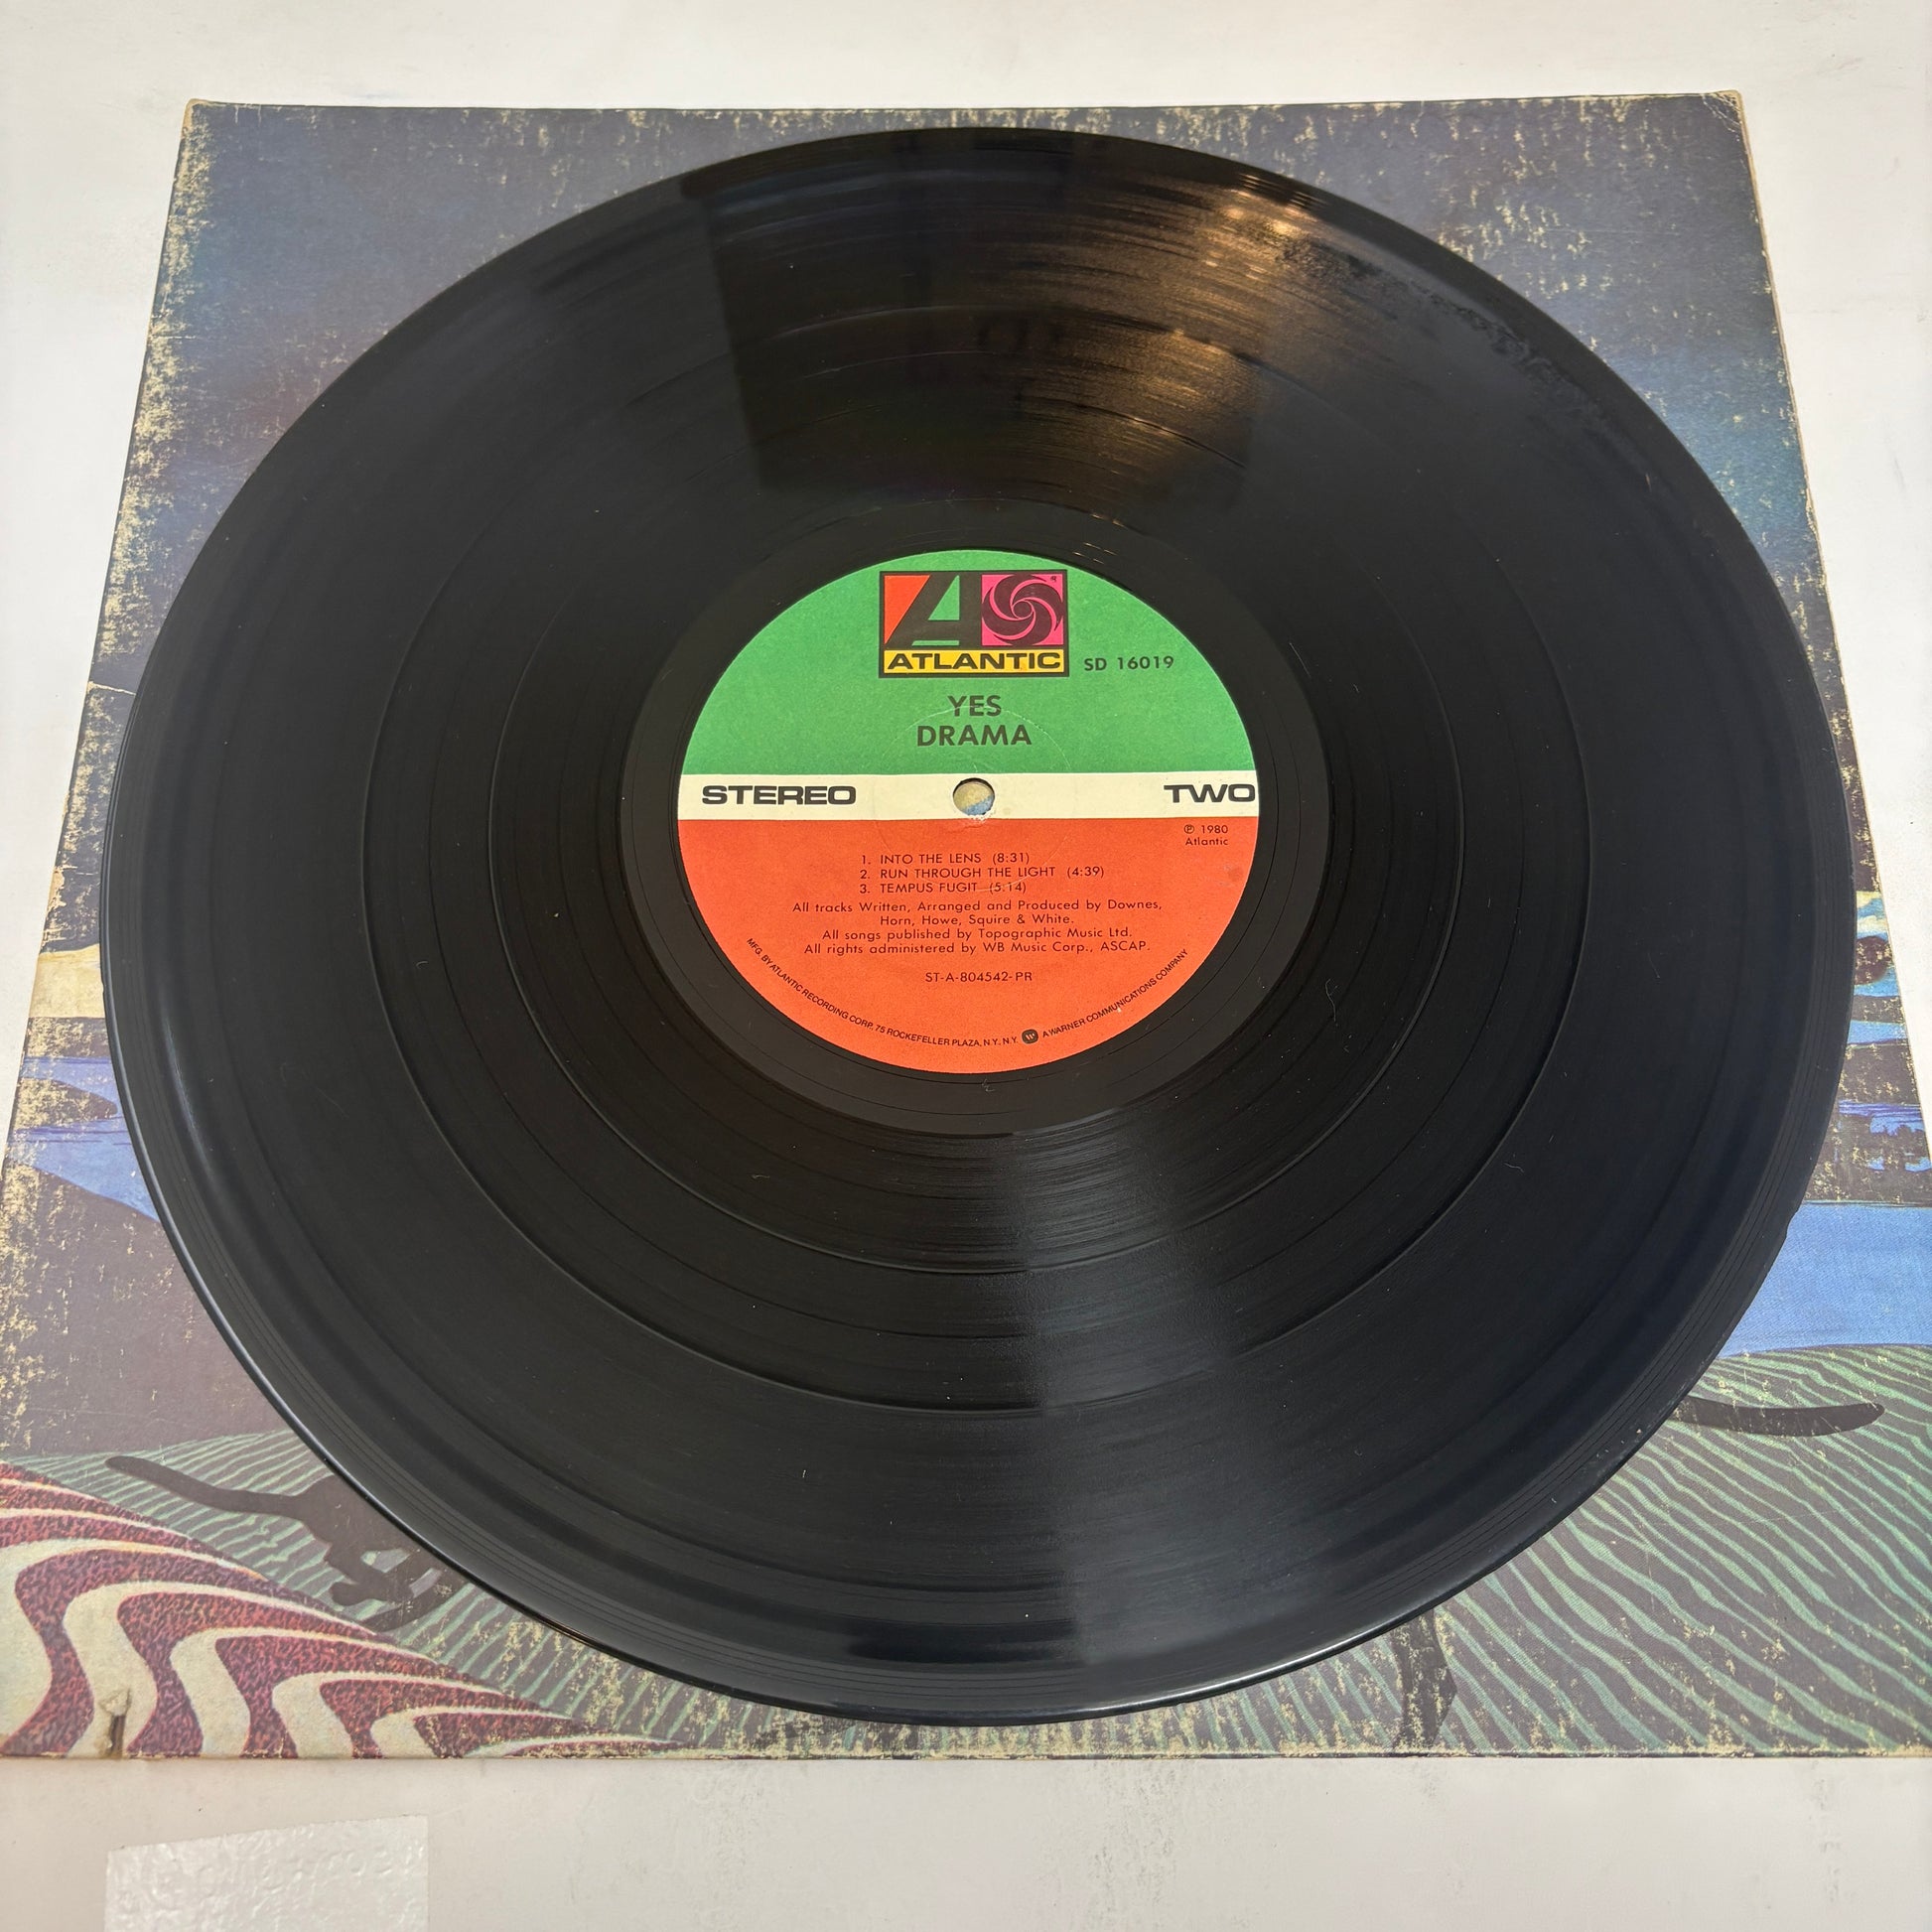 ATLANTIC
SD 16019
YES
DRAMA
STEREO
TWO
℗ 1980
Atlantic
1. INTO THE LENS (8:31)
2. RUN THROUGH THE LIGHT (4:39)
3. TEMPUS FUGIT (5:14)
All tracks Written, Arranged and Produced by Downes,
Horn, Howe, Squire & White.
All songs published by Topographic Music Ltd.
All rights administered by WB Music Corp., ASCAP.
ST-A-804542-PR
MFG. BY ATLANTIC RECORDING CORP. 75 ROCKEFELLER PLAZA, N.Y. N.Y. A WARNER COMMUNICATIONS COMPANY